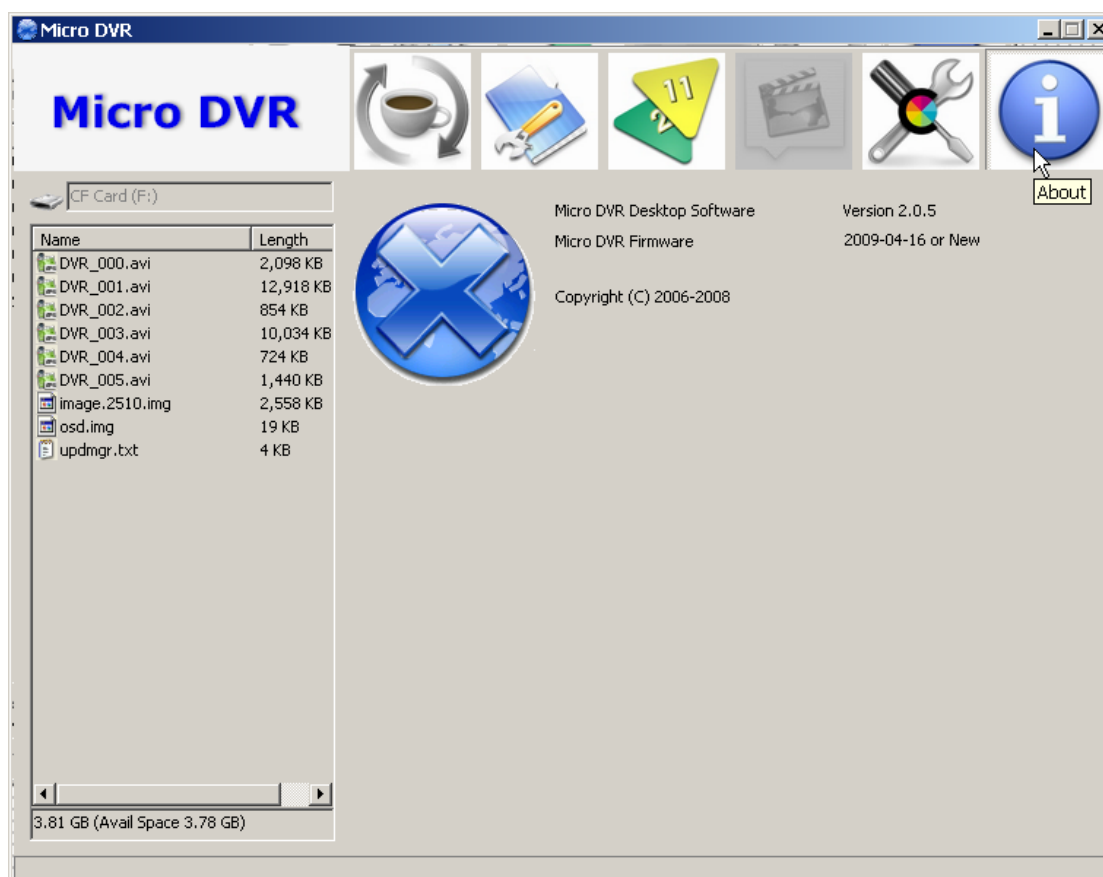 Micro DVR
Micro DVR
11
2
i
About
CF Card (F:)
Name Length
DVR_000.avi 2,098 KB
DVR_001.avi 12,918 KB
DVR_002.avi 854 KB
DVR_003.avi 10,034 KB
DVR_004.avi 724 KB
DVR_005.avi 1,440 KB
image.2510.img 2,558 KB
osd.img 19 KB
updmgr.txt 4 KB
3.81 GB (Avail Space 3.78 GB)
Micro DVR Desktop Software Version 2.0.5
Micro DVR Firmware 2009-04-16 or New
Copyright (C) 2006-2008